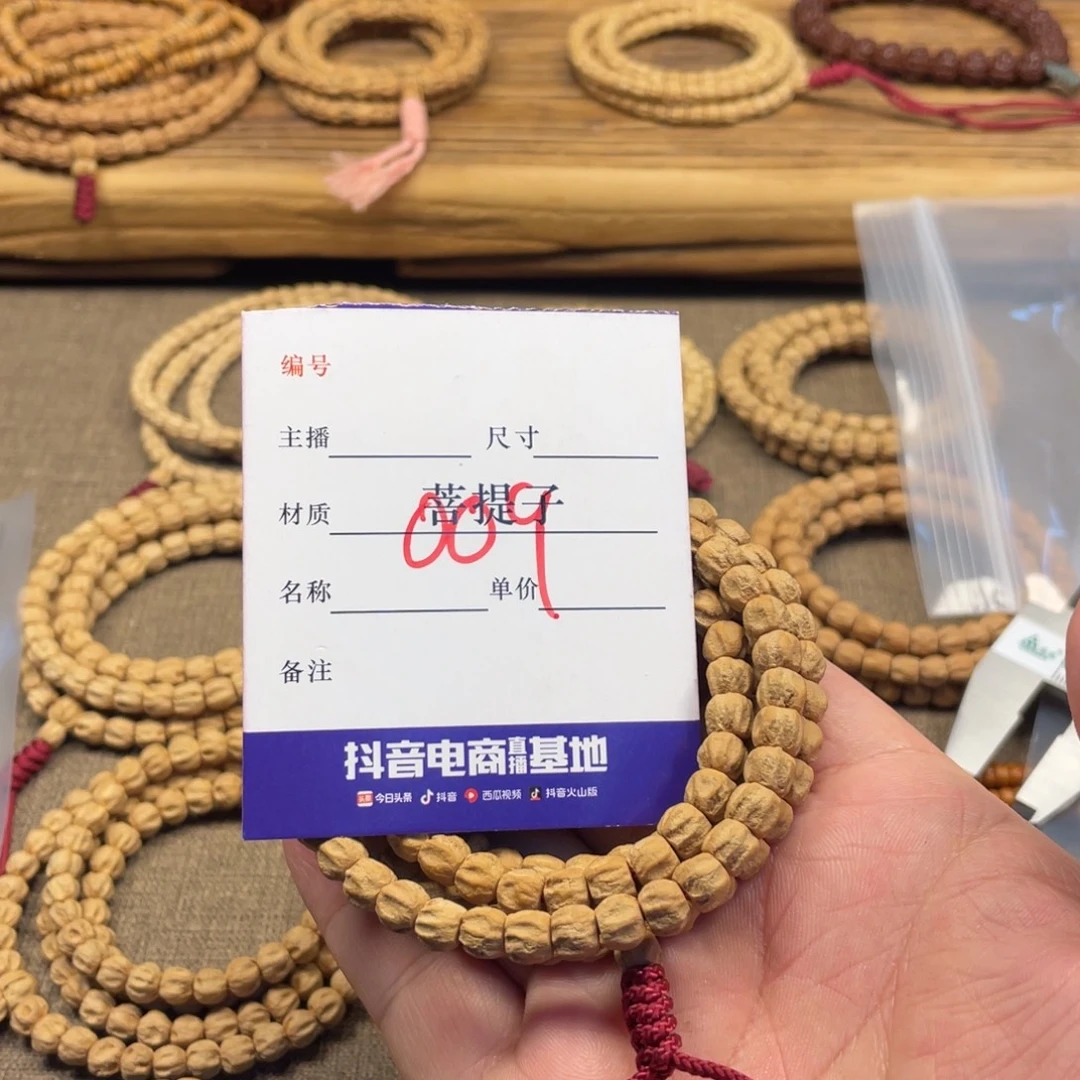 编号
主播 尺寸
材质 菩提子
009
名称 单价
备注
抖音电商直播基地
头条 今日头条 抖音 西瓜视频 抖音火山版